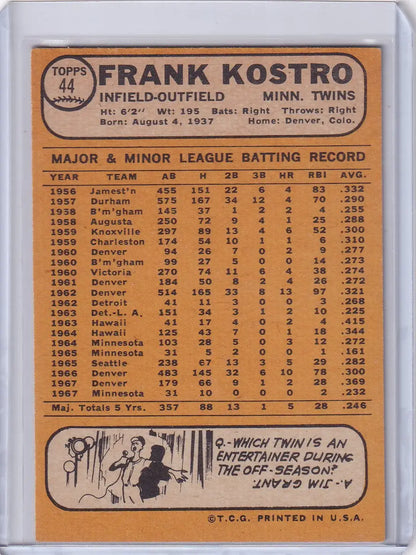 TOPPS
44
FRANK KOSTRO
INFIELD-OUTFIELD MINN. TWINS
Ht: 6'2" Wt: 195 Bats: Right Throws: Right
Born: August 4, 1937 Home: Denver, Colo.
MAJOR & MINOR LEAGUE BATTING RECORD
YEAR TEAM AB H 2B 3B HR RBI AVG.
1956 Jamest'n 455 151 22 6 4 83 .332
1957 Durham 575 167 34 12 4 70 .290
1958 B'm'gham 145 37 1 2 2 4 .255
1958 Augusta 250 72 9 4 1 25 .288
1959 Knoxville 297 89 13 4 6 52 .300
1959 Charleston 174 54 10 1 1 6 .310
1960 Denver 94 26 7 0 2 9 .277
1960 B'm'gham 99 27 5 0 0 14 .273
1960 Victoria 270 74 11 6 4 38 .274
1961 Denver 184 50 8 2 1 26 .272
1962 Denver 514 165 33 8 13 97 .321
1962 Detroit 41 11 3 0 0 3 .268
1963 Det.-L. A. 151 34 3 1 2 10 .225
1963 Hawaii 41 17 4 0 2 4 .415
1964 Hawaii 125 43 7 0 1 18 .344
1964 Minnesota 103 28 5 0 3 12 .272
1965 Minnesota 31 5 2 0 0 1 .161
1965 Seattle 238 67 13 3 5 29 .282
1966 Denver 483 145 32 6 10 78 .300
1967 Denver 179 66 9 1 2 28 .369
1967 Minnesota 31 10 0 0 0 2 .323
Maj. Totals 5 Yrs. 357 88 13 1 5 28 .246
Q.-WHICH TWIN IS AN
ENTERTAINER DURING
THE OFF-SEASON?
A.-JIM GRANT.
©T.C.G. PRINTED IN U.S.A.